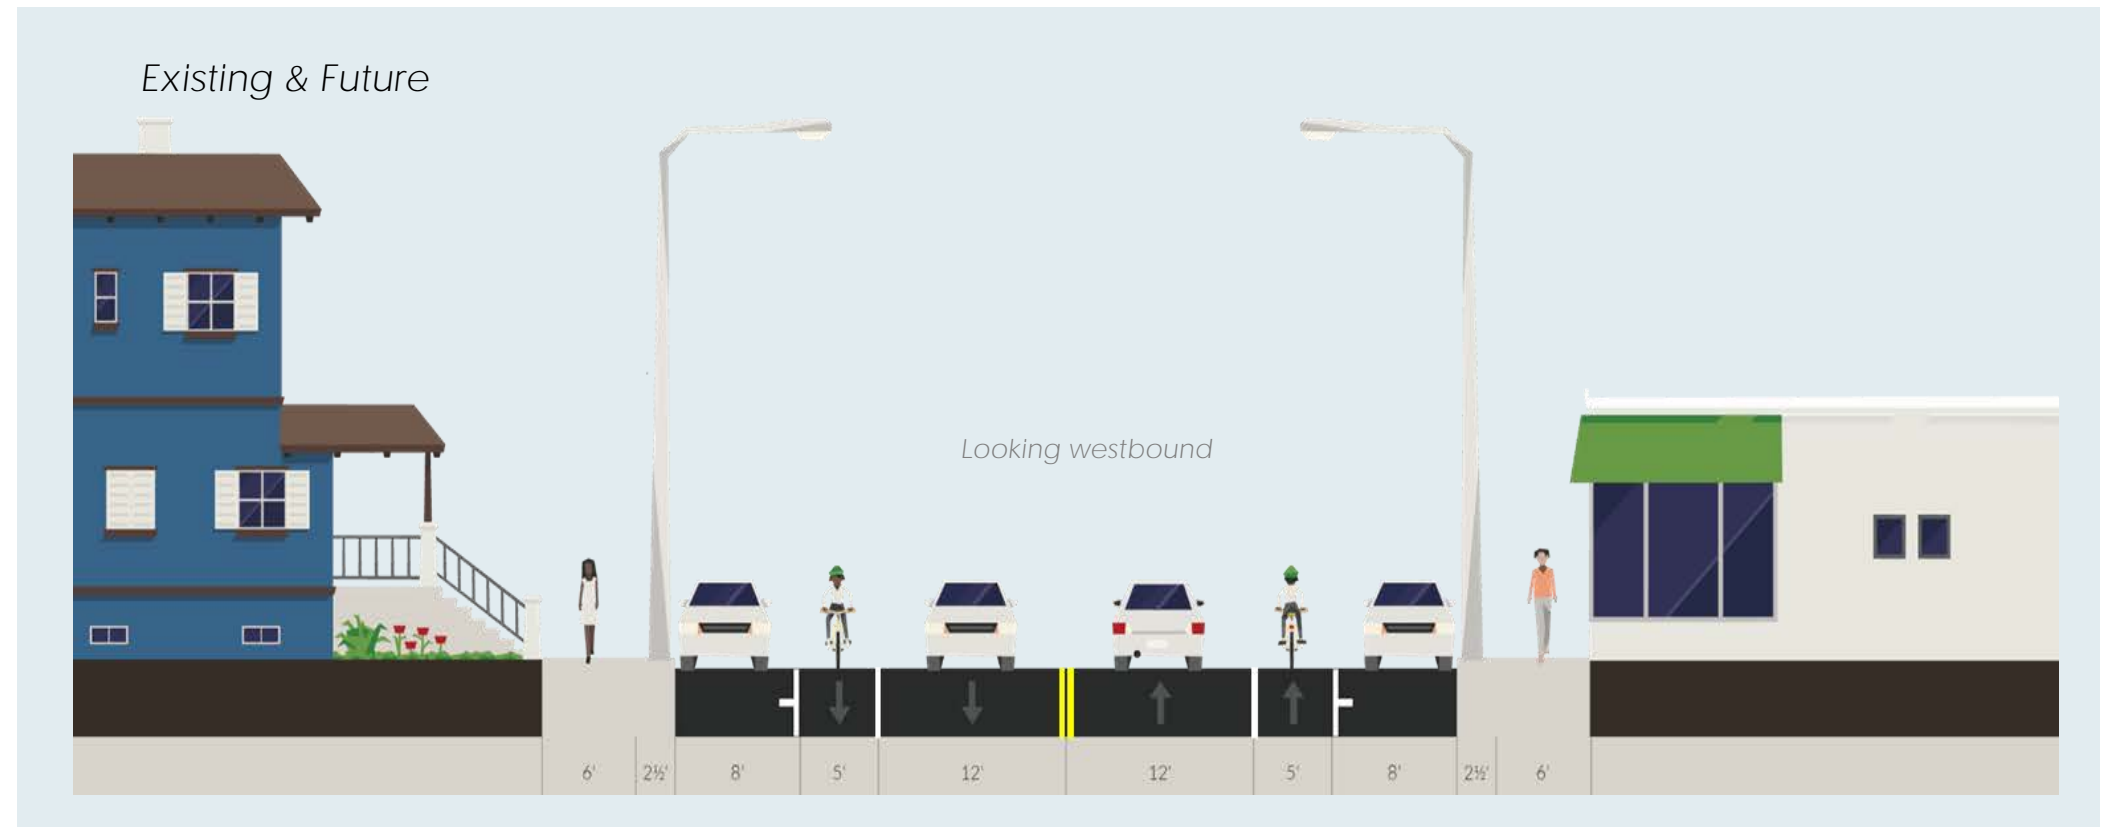 Existing & Future
Looking westbound
6' 2½' 8' 5' 12' 12' 5' 8' 2½' 6'